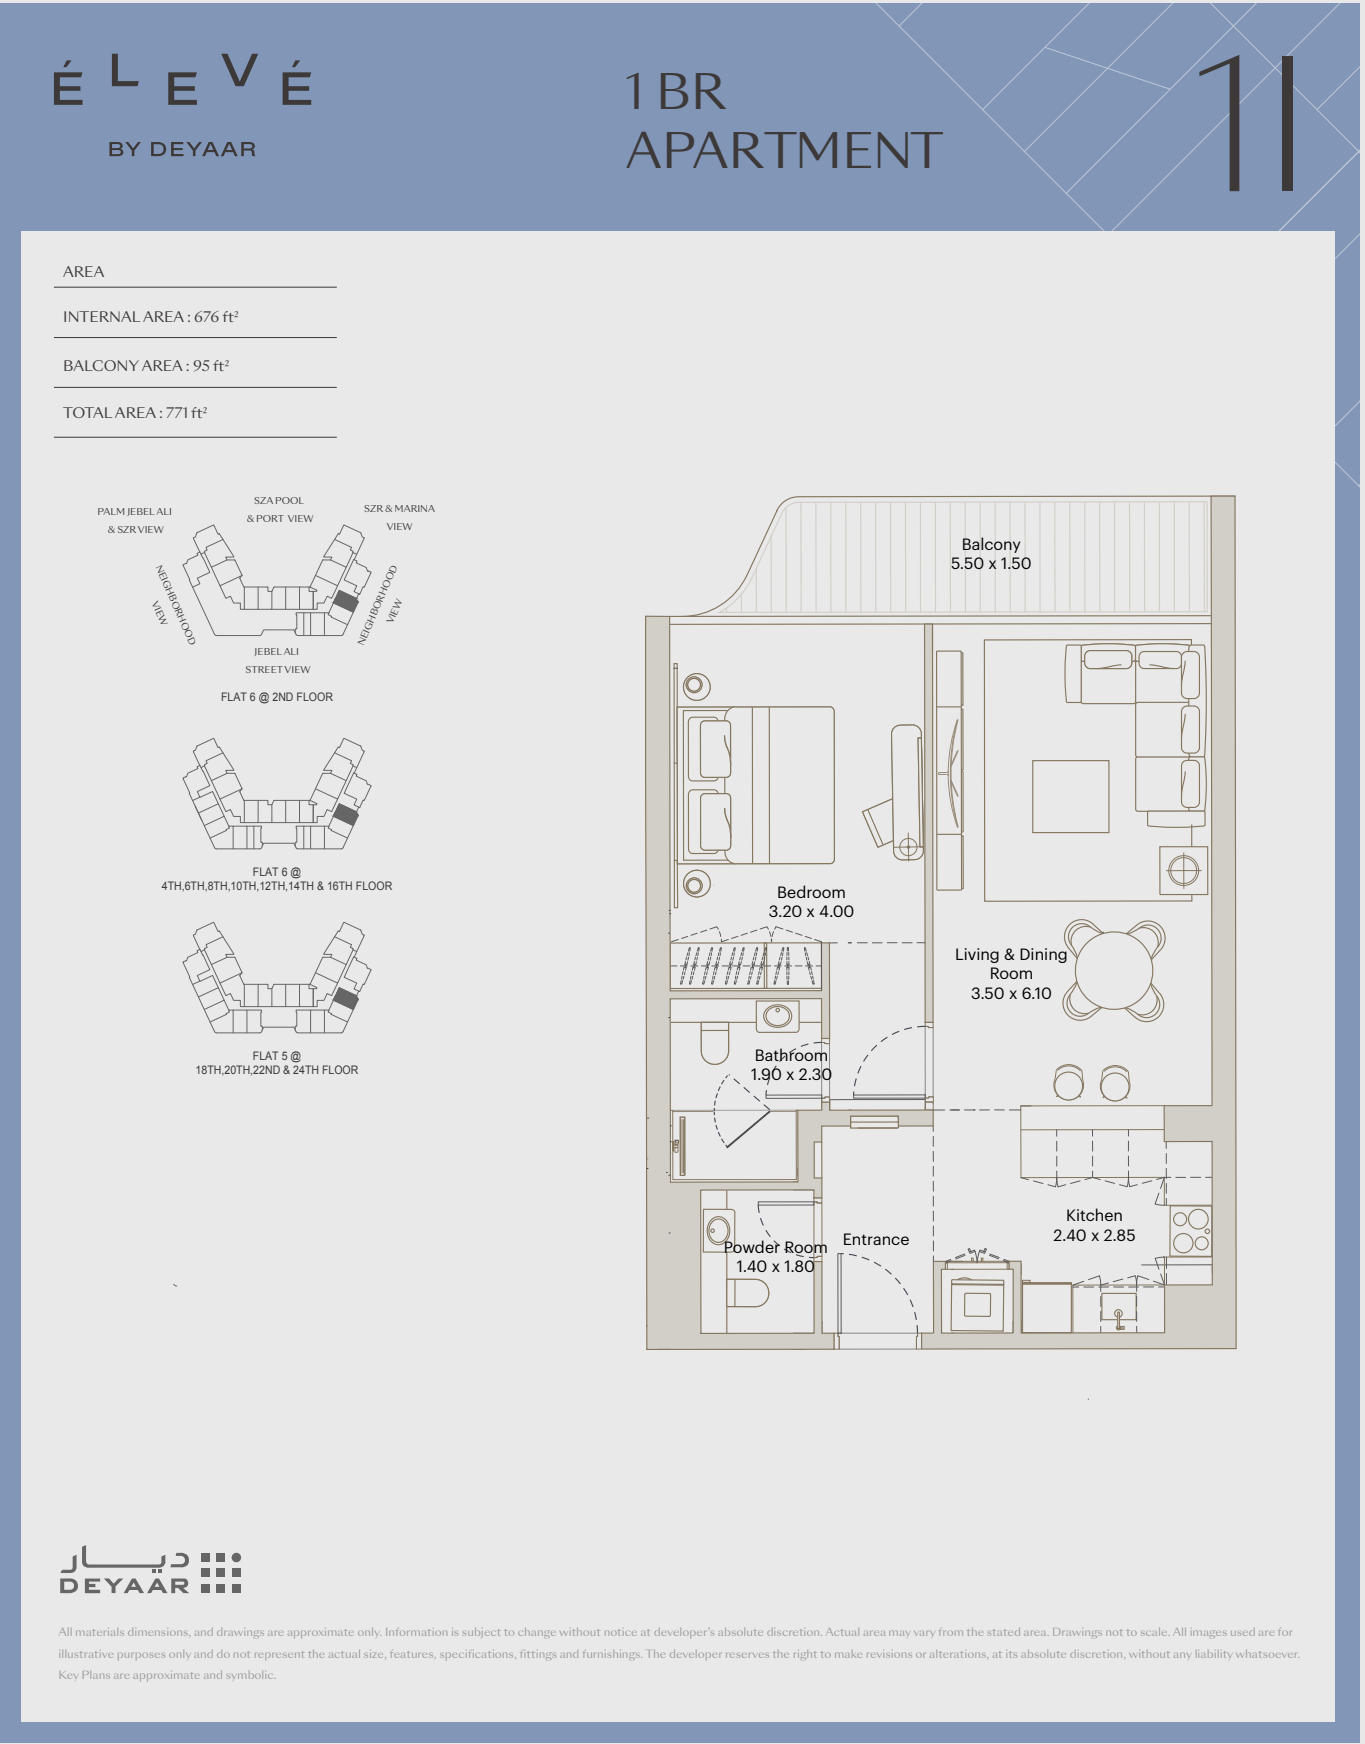 ÉLEVÉ
BY DEYAAR
1 BR
APARTMENT
1I
AREA
INTERNAL AREA : 676 ft²
BALCONY AREA : 95 ft²
TOTAL AREA : 771 ft²
PALM JEBEL ALI
& SZR VIEW
SZA POOL
& PORT VIEW
SZR & MARINA
VIEW
NEIGHBORHOOD
VIEW
NEIGHBORHOOD
VIEW
JEBEL ALI
STREET VIEW
FLAT 6 @ 2ND FLOOR
FLAT 6 @
4TH,6TH,8TH,10TH,12TH,14TH & 16TH FLOOR
FLAT 5 @
18TH,20TH,22ND & 24TH FLOOR
Balcony
5.50 x 1.50
Bedroom
3.20 x 4.00
Living & Dining
Room
3.50 x 6.10
Bathroom
1.90 x 2.30
Kitchen
2.40 x 2.85
Entrance
Powder Room
1.40 x 1.80
ديار
DEYAAR
All materials dimensions, and drawings are approximate only. Information is subject to change without notice at developer's absolute discretion. Actual area may vary from the stated area. Drawings not to scale. All images used are for
illustrative purposes only and do not represent the actual size, features, specifications, fittings and furnishings. The developer reserves the right to make revisions or alterations, at its absolute discretion, without any liability whatsoever.
Key Plans are approximate and symbolic.